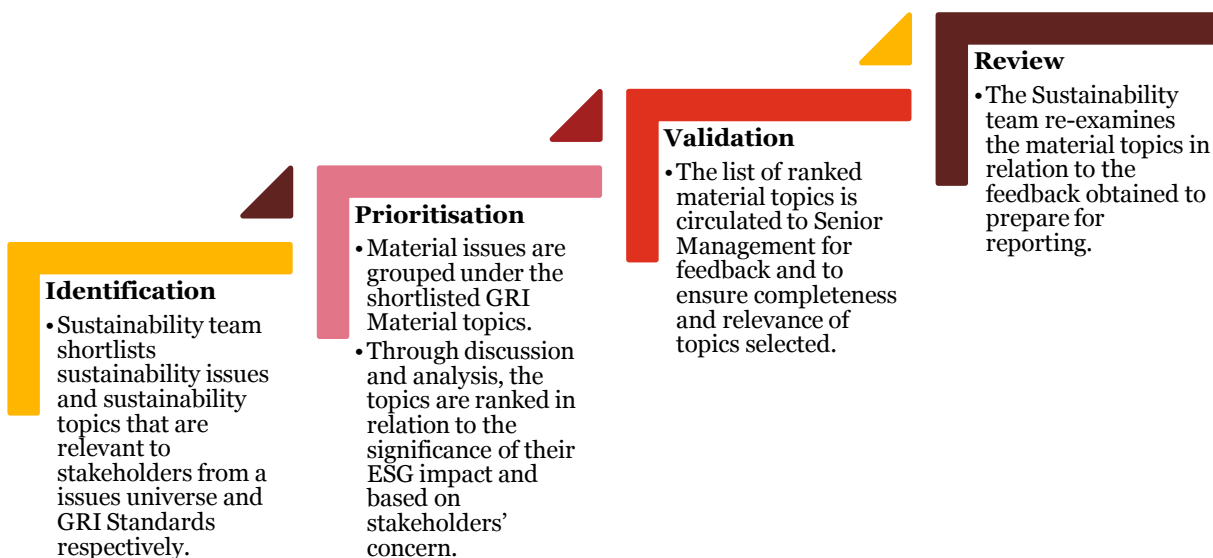 Identification
•Sustainability team
shortlists
sustainability issues
and sustainability
topics that are
relevant to
stakeholders from a
issues universe and
GRI Standards
respectively.
Prioritisation
•Material issues are
grouped under the
shortlisted GRI
Material topics.
•Through discussion
and analysis, the
topics are ranked in
relation to the
significance of their
ESG impact and
based on
stakeholders’
concern.
Validation
•The list of ranked
material topics is
circulated to Senior
Management for
feedback and to
ensure completeness
and relevance of
topics selected.
Review
•The Sustainability
team re-examines
the material topics in
relation to the
feedback obtained to
prepare for
reporting.